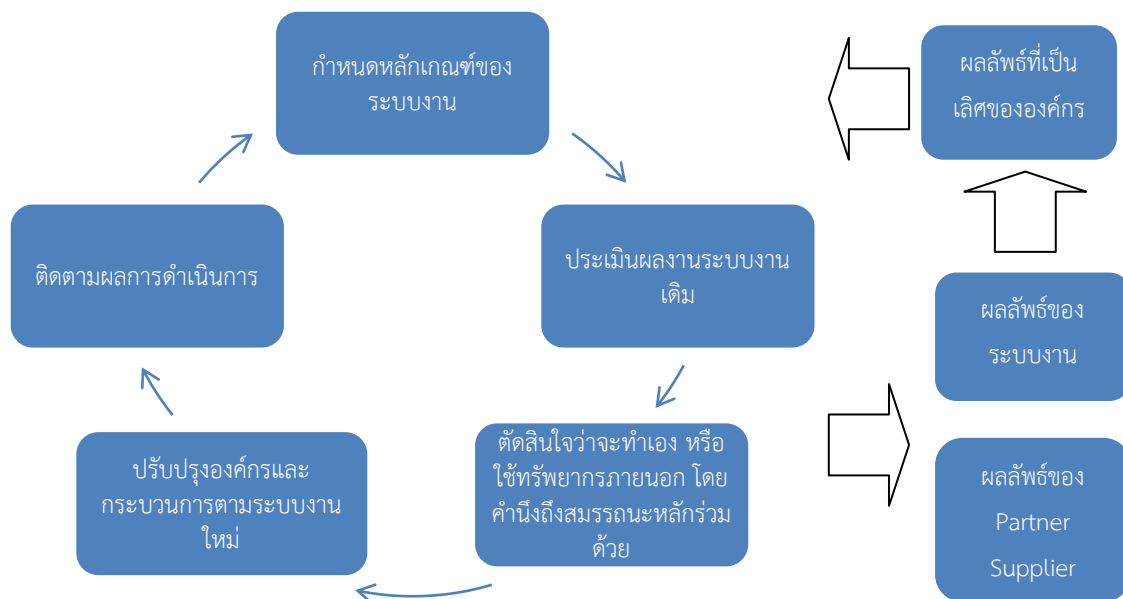 กำหนดหลักเกณฑ์ของ
ระบบงาน
ประเมินผลงานระบบงาน
เดิม
ตัดสินใจว่าจะทำเอง หรือ
ใช้ทรัพยากรภายนอก โดย
คำนึงถึงสมรรถนะหลักร่วม
ด้วย
ปรับปรุงองค์กรและ
กระบวนการตามระบบงาน
ใหม่
ติดตามผลการดำเนินการ
ผลลัพธ์ที่เป็น
เลิศขององค์กร
ผลลัพธ์ของ
ระบบงาน
ผลลัพธ์ของ
Partner
Supplier